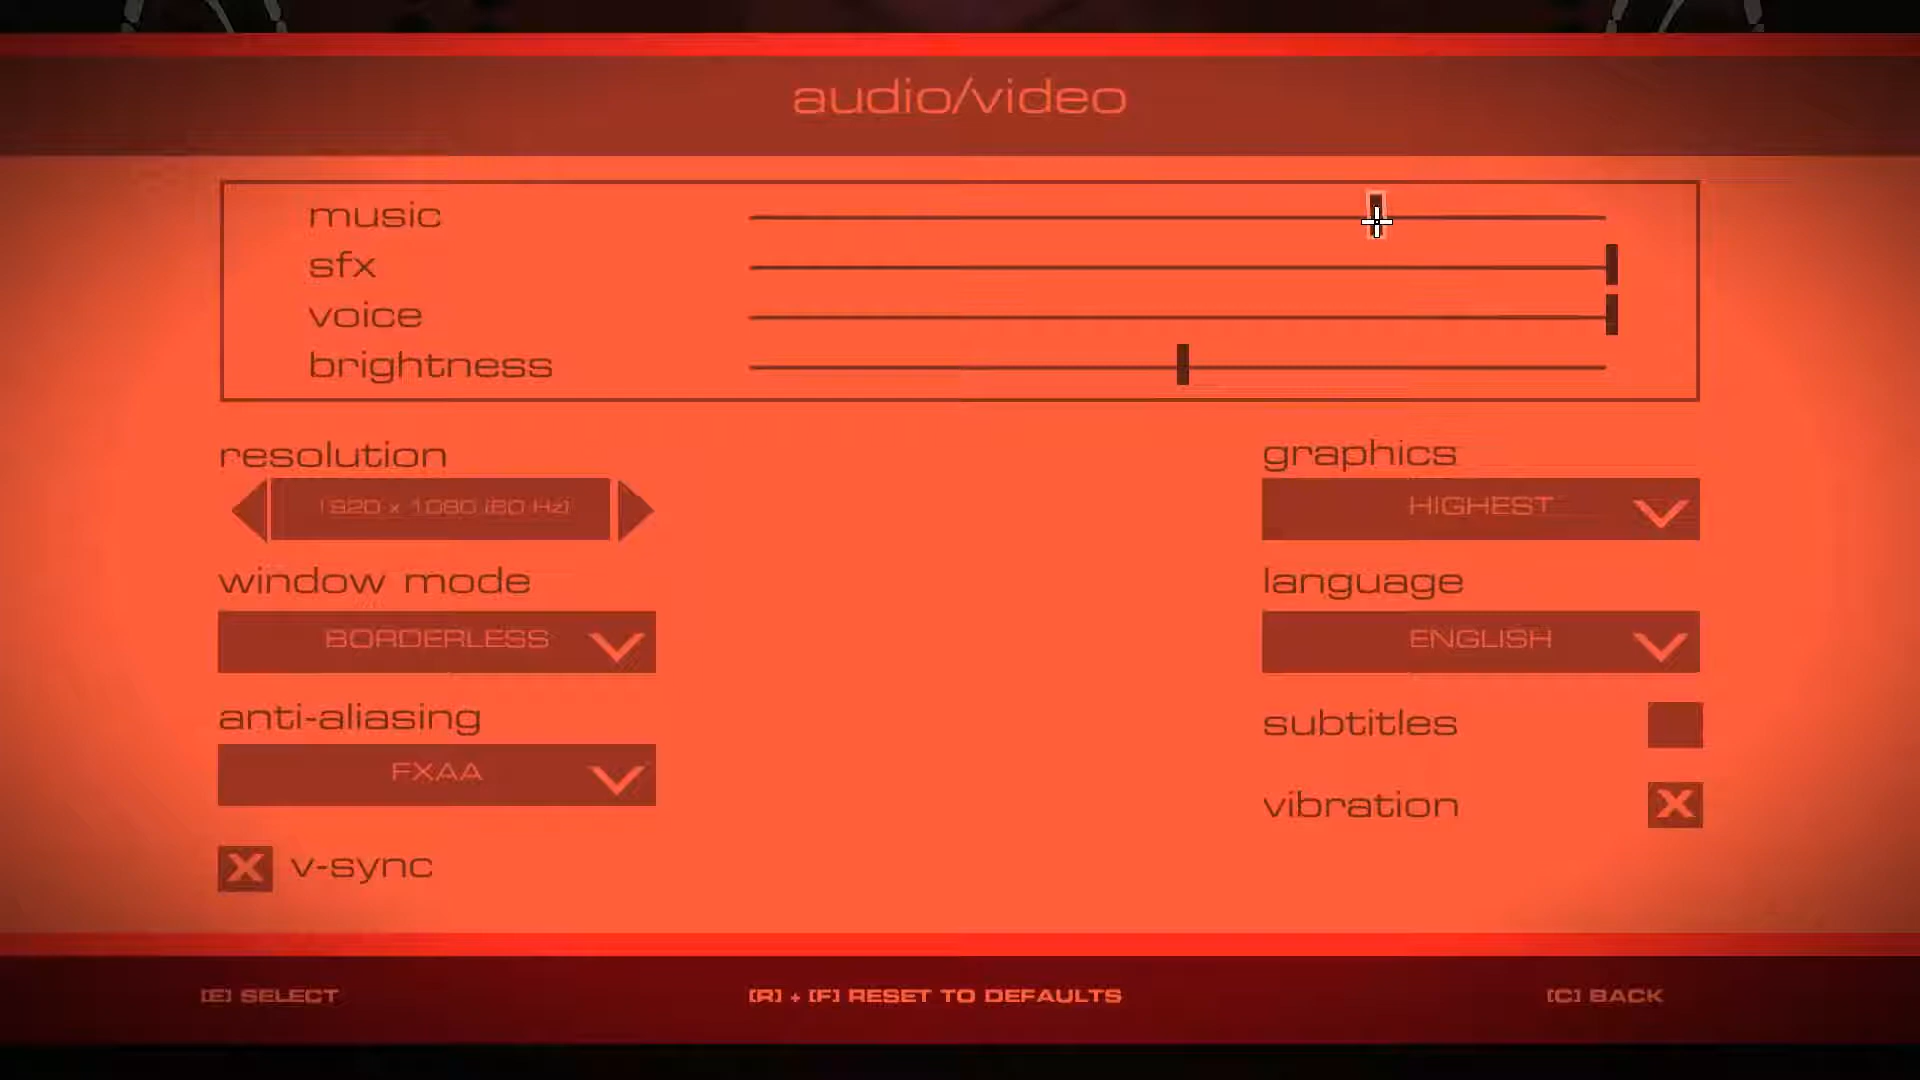 audio/video
music
sfx
voice
brightness
resolution
graphics
1920 x 1080 (60 Hz)
HIGHEST
window mode
language
BORDERLESS
ENGLISH
anti-aliasing
subtitles
FXAA
vibration
X
X v-sync
[E] SELECT
[R] + [F] RESET TO DEFAULTS
[C] BACK